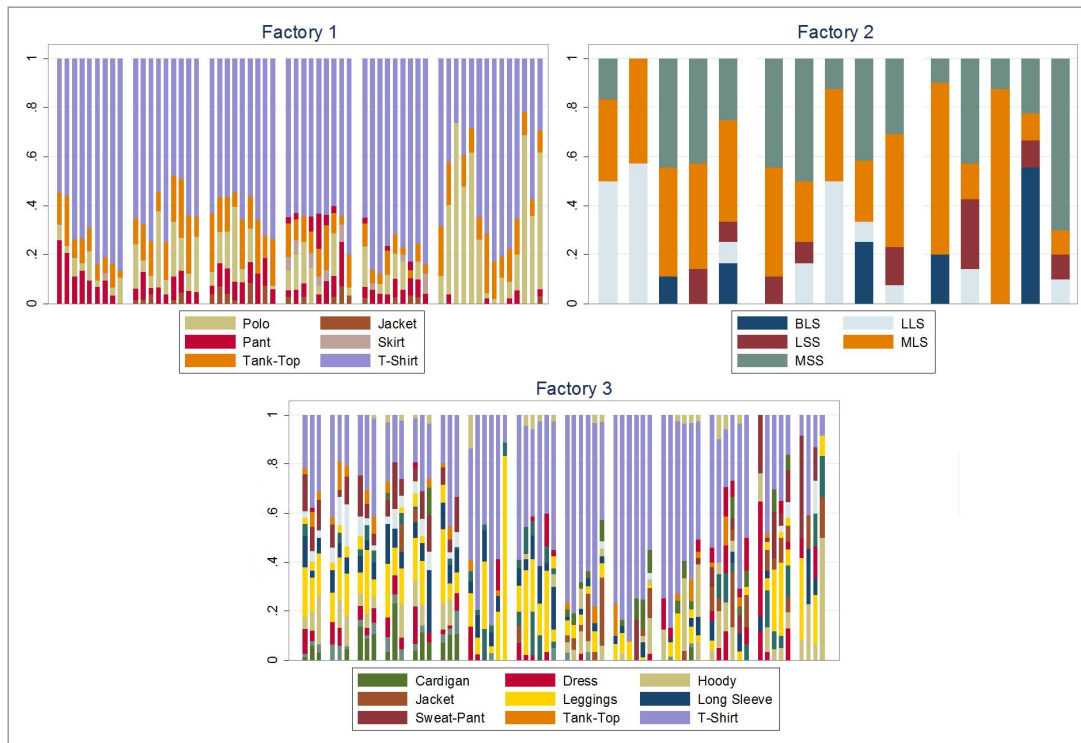 Factory 1
1
.8
.6
.4
.2
0
Polo Jacket
Pant Skirt
Tank-Top T-Shirt
Factory 2
1
.8
.6
.4
.2
0
BLS LLS
LSS MLS
MSS
Factory 3
1
.8
.6
.4
.2
0
Cardigan Dress Hoody
Jacket Leggings Long Sleeve
Sweat-Pant Tank-Top T-Shirt